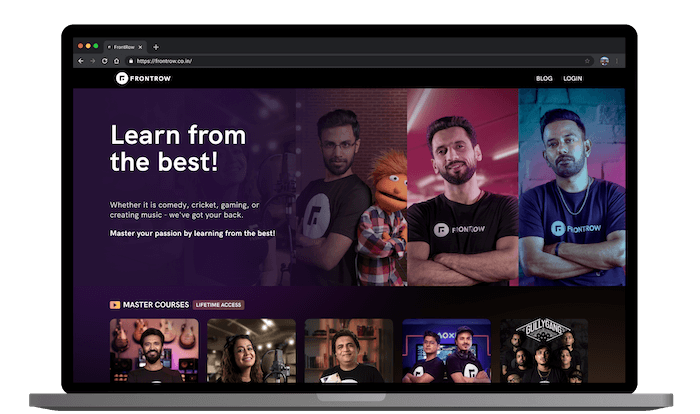 FrontRow
https://frontrow.co.in/
FRONTROW
BLOG
LOGIN
Learn from
the best!
Whether it is comedy, cricket, gaming, or
creating music - we've got your back.
Master your passion by learning from the best!
FRONTROW
FRONTROW
MASTER COURSES
LIFETIME ACCESS
GULLYGANG